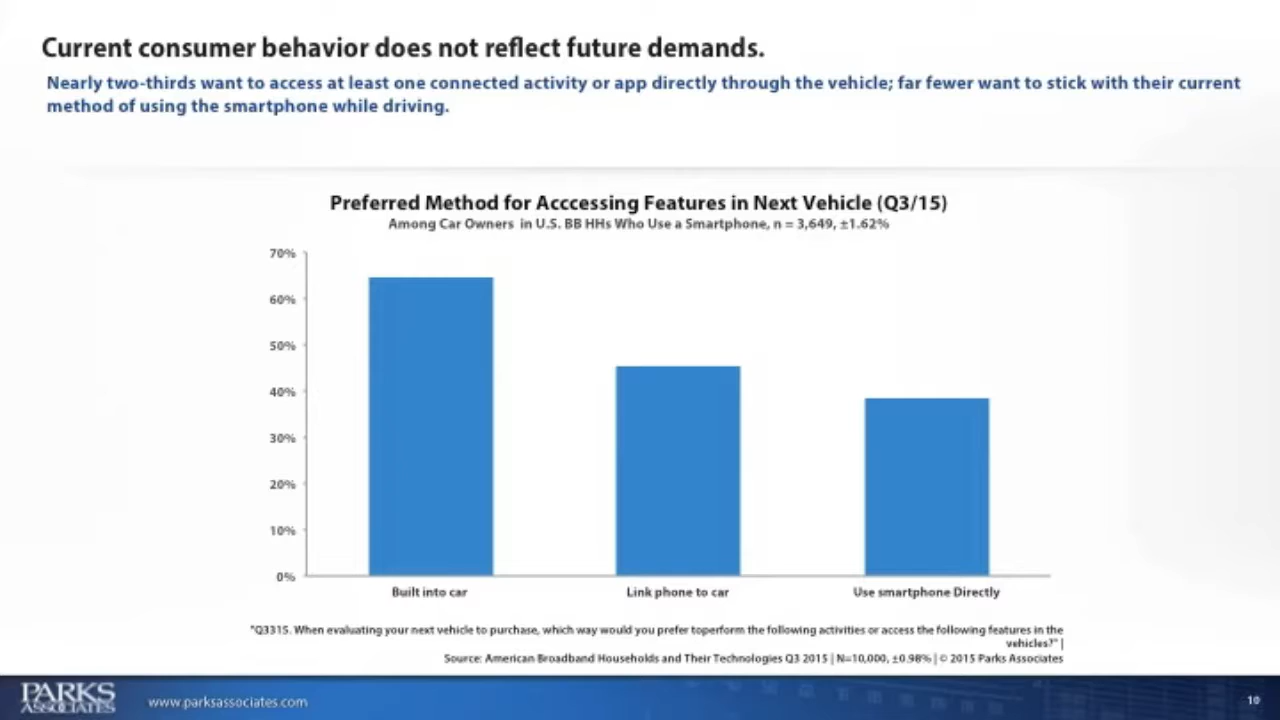 Current consumer behavior does not reflect future demands.
Nearly two-thirds want to access at least one connected activity or app directly through the vehicle; far fewer want to stick with their current
method of using the smartphone while driving.
Preferred Method for Acccessing Features in Next Vehicle (Q3/15)
Among Car Owners in U.S. BB HHs Who Use a Smartphone, n = 3,649, ±1.62%
70%
60%
50%
40%
30%
20%
10%
0%
Built into car
Link phone to car
Use smartphone Directly
"Q3315. When evaluating your next vehicle to purchase, which way would you prefer toperform the following activities or access the following features in the
vehicles?" |
Source: American Broadband Households and Their Technologies Q3 2015 | N=10,000, ±0.98% | © 2015 Parks Associates
PARKS
ASSOCIATES
www.parksassociates.com
10